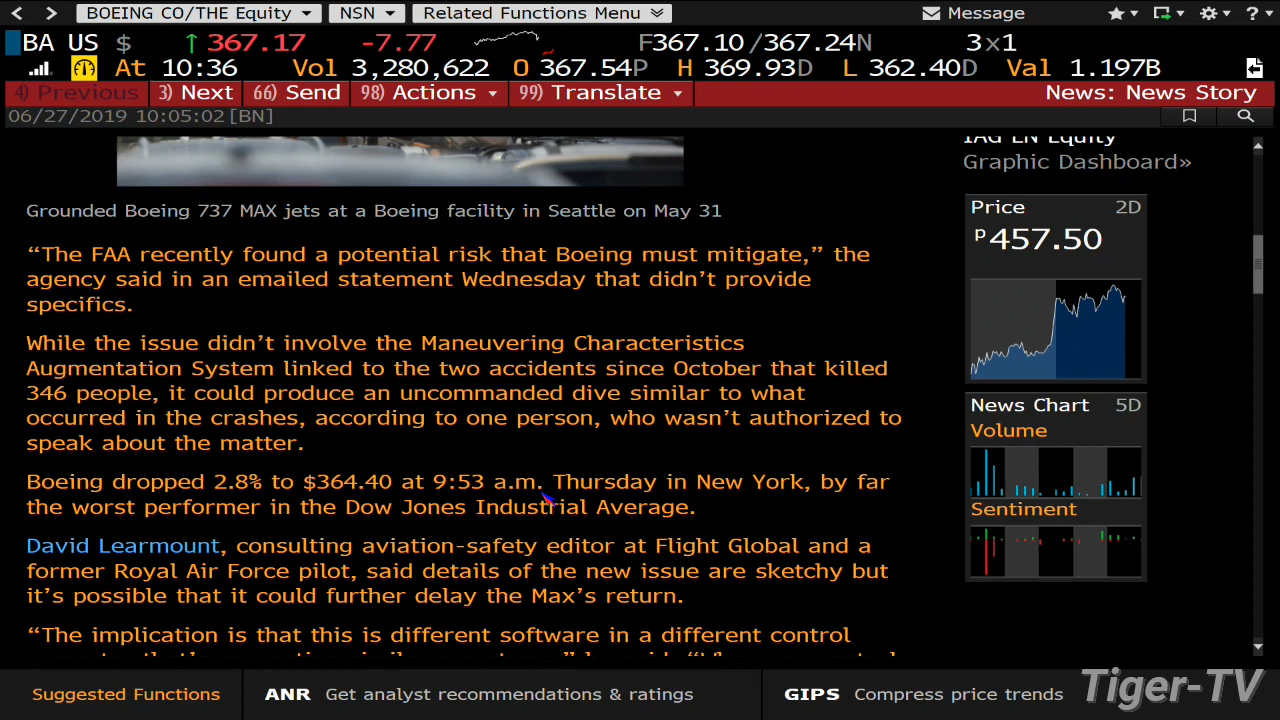 BOEING CO/THE Equity NSN Related Functions Menu Message
BA US $ ↑ 367.17 -7.77 F367.10 /367.24N 3x1
At 10:36 Vol 3,280,622 O 367.54P H 369.93D L 362.40D Val 1.197B
4) Previous 3) Next 66) Send 98) Actions 99) Translate News: News Story
06/27/2019 10:05:02 [BN]
IAG LN Equity
Graphic Dashboard»
Grounded Boeing 737 MAX jets at a Boeing facility in Seattle on May 31
“The FAA recently found a potential risk that Boeing must mitigate,” the
agency said in an emailed statement Wednesday that didn’t provide
specifics.
While the issue didn’t involve the Maneuvering Characteristics
Augmentation System linked to the two accidents since October that killed
346 people, it could produce an uncommanded dive similar to what
occurred in the crashes, according to one person, who wasn’t authorized to
speak about the matter.
Boeing dropped 2.8% to $364.40 at 9:53 a.m. Thursday in New York, by far
the worst performer in the Dow Jones Industrial Average.
David Learmount, consulting aviation-safety editor at Flight Global and a
former Royal Air Force pilot, said details of the new issue are sketchy but
it’s possible that it could further delay the Max’s return.
“The implication is that this is different software in a different control
Price 2D
p457.50
News Chart 5D
Volume
Sentiment
Suggested Functions ANR Get analyst recommendations & ratings GIPS Compress price trends
Tiger-TV